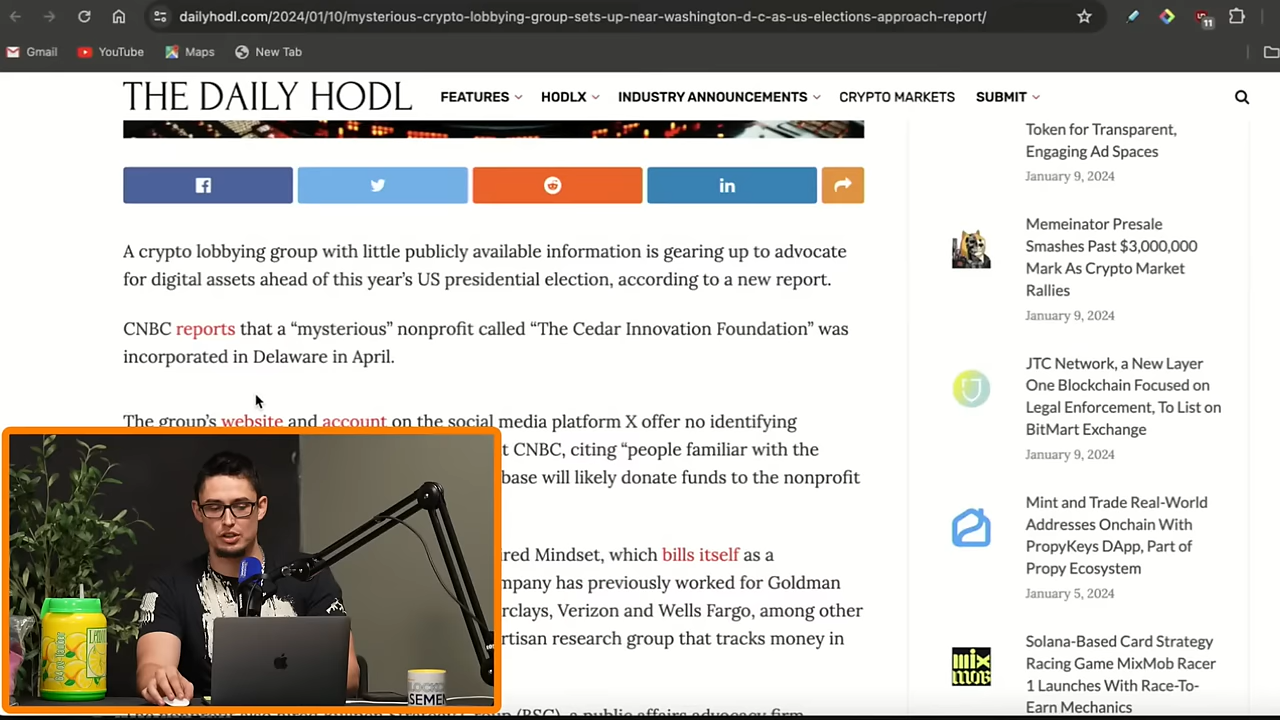 dailyhodl.com/2024/01/10/mysterious-crypto-lobbying-group-sets-up-near-washington-d-c-as-us-elections-approach-report/
11
Gmail
YouTube
Maps
New Tab
THE DAILY HODL
FEATURES
HODLX
INDUSTRY ANNOUNCEMENTS
CRYPTO MARKETS
SUBMIT
A crypto lobbying group with little publicly available information is gearing up to advocate
for digital assets ahead of this year’s US presidential election, according to a new report.
CNBC reports that a “mysterious” nonprofit called “The Cedar Innovation Foundation” was
incorporated in Delaware in April.
The group’s website and account on the social media platform X offer no identifying
CNBC, citing “people familiar with the
base will likely donate funds to the nonprofit
ired Mindset, which bills itself as a
mpany has previously worked for Goldman
rclays, Verizon and Wells Fargo, among other
rtisan research group that tracks money in
(BSG), a public affairs advocacy firm
Token for Transparent,
Engaging Ad Spaces
January 9, 2024
Memeinator Presale
Smashes Past $3,000,000
Mark As Crypto Market
Rallies
January 9, 2024
JTC Network, a New Layer
One Blockchain Focused on
Legal Enforcement, To List on
BitMart Exchange
January 9, 2024
Mint and Trade Real-World
Addresses Onchain With
PropyKeys DApp, Part of
Propy Ecosystem
January 5, 2024
Solana-Based Card Strategy
Racing Game MixMob Racer
1 Launches With Race-To-
Earn Mechanics
mix
mob
SEME